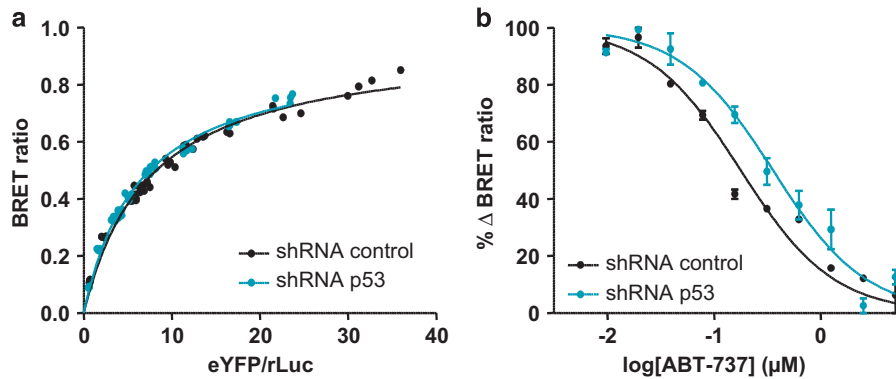 a
BRET ratio
1.0
0.8
0.6
0.4
0.2
0.0
shRNA control
shRNA p53
0
10
20
30
40
eYFP/rLuc
b
% Δ BRET ratio
100
80
60
40
20
0
shRNA control
shRNA p53
-2
-1
0
log[ABT-737] (µM)